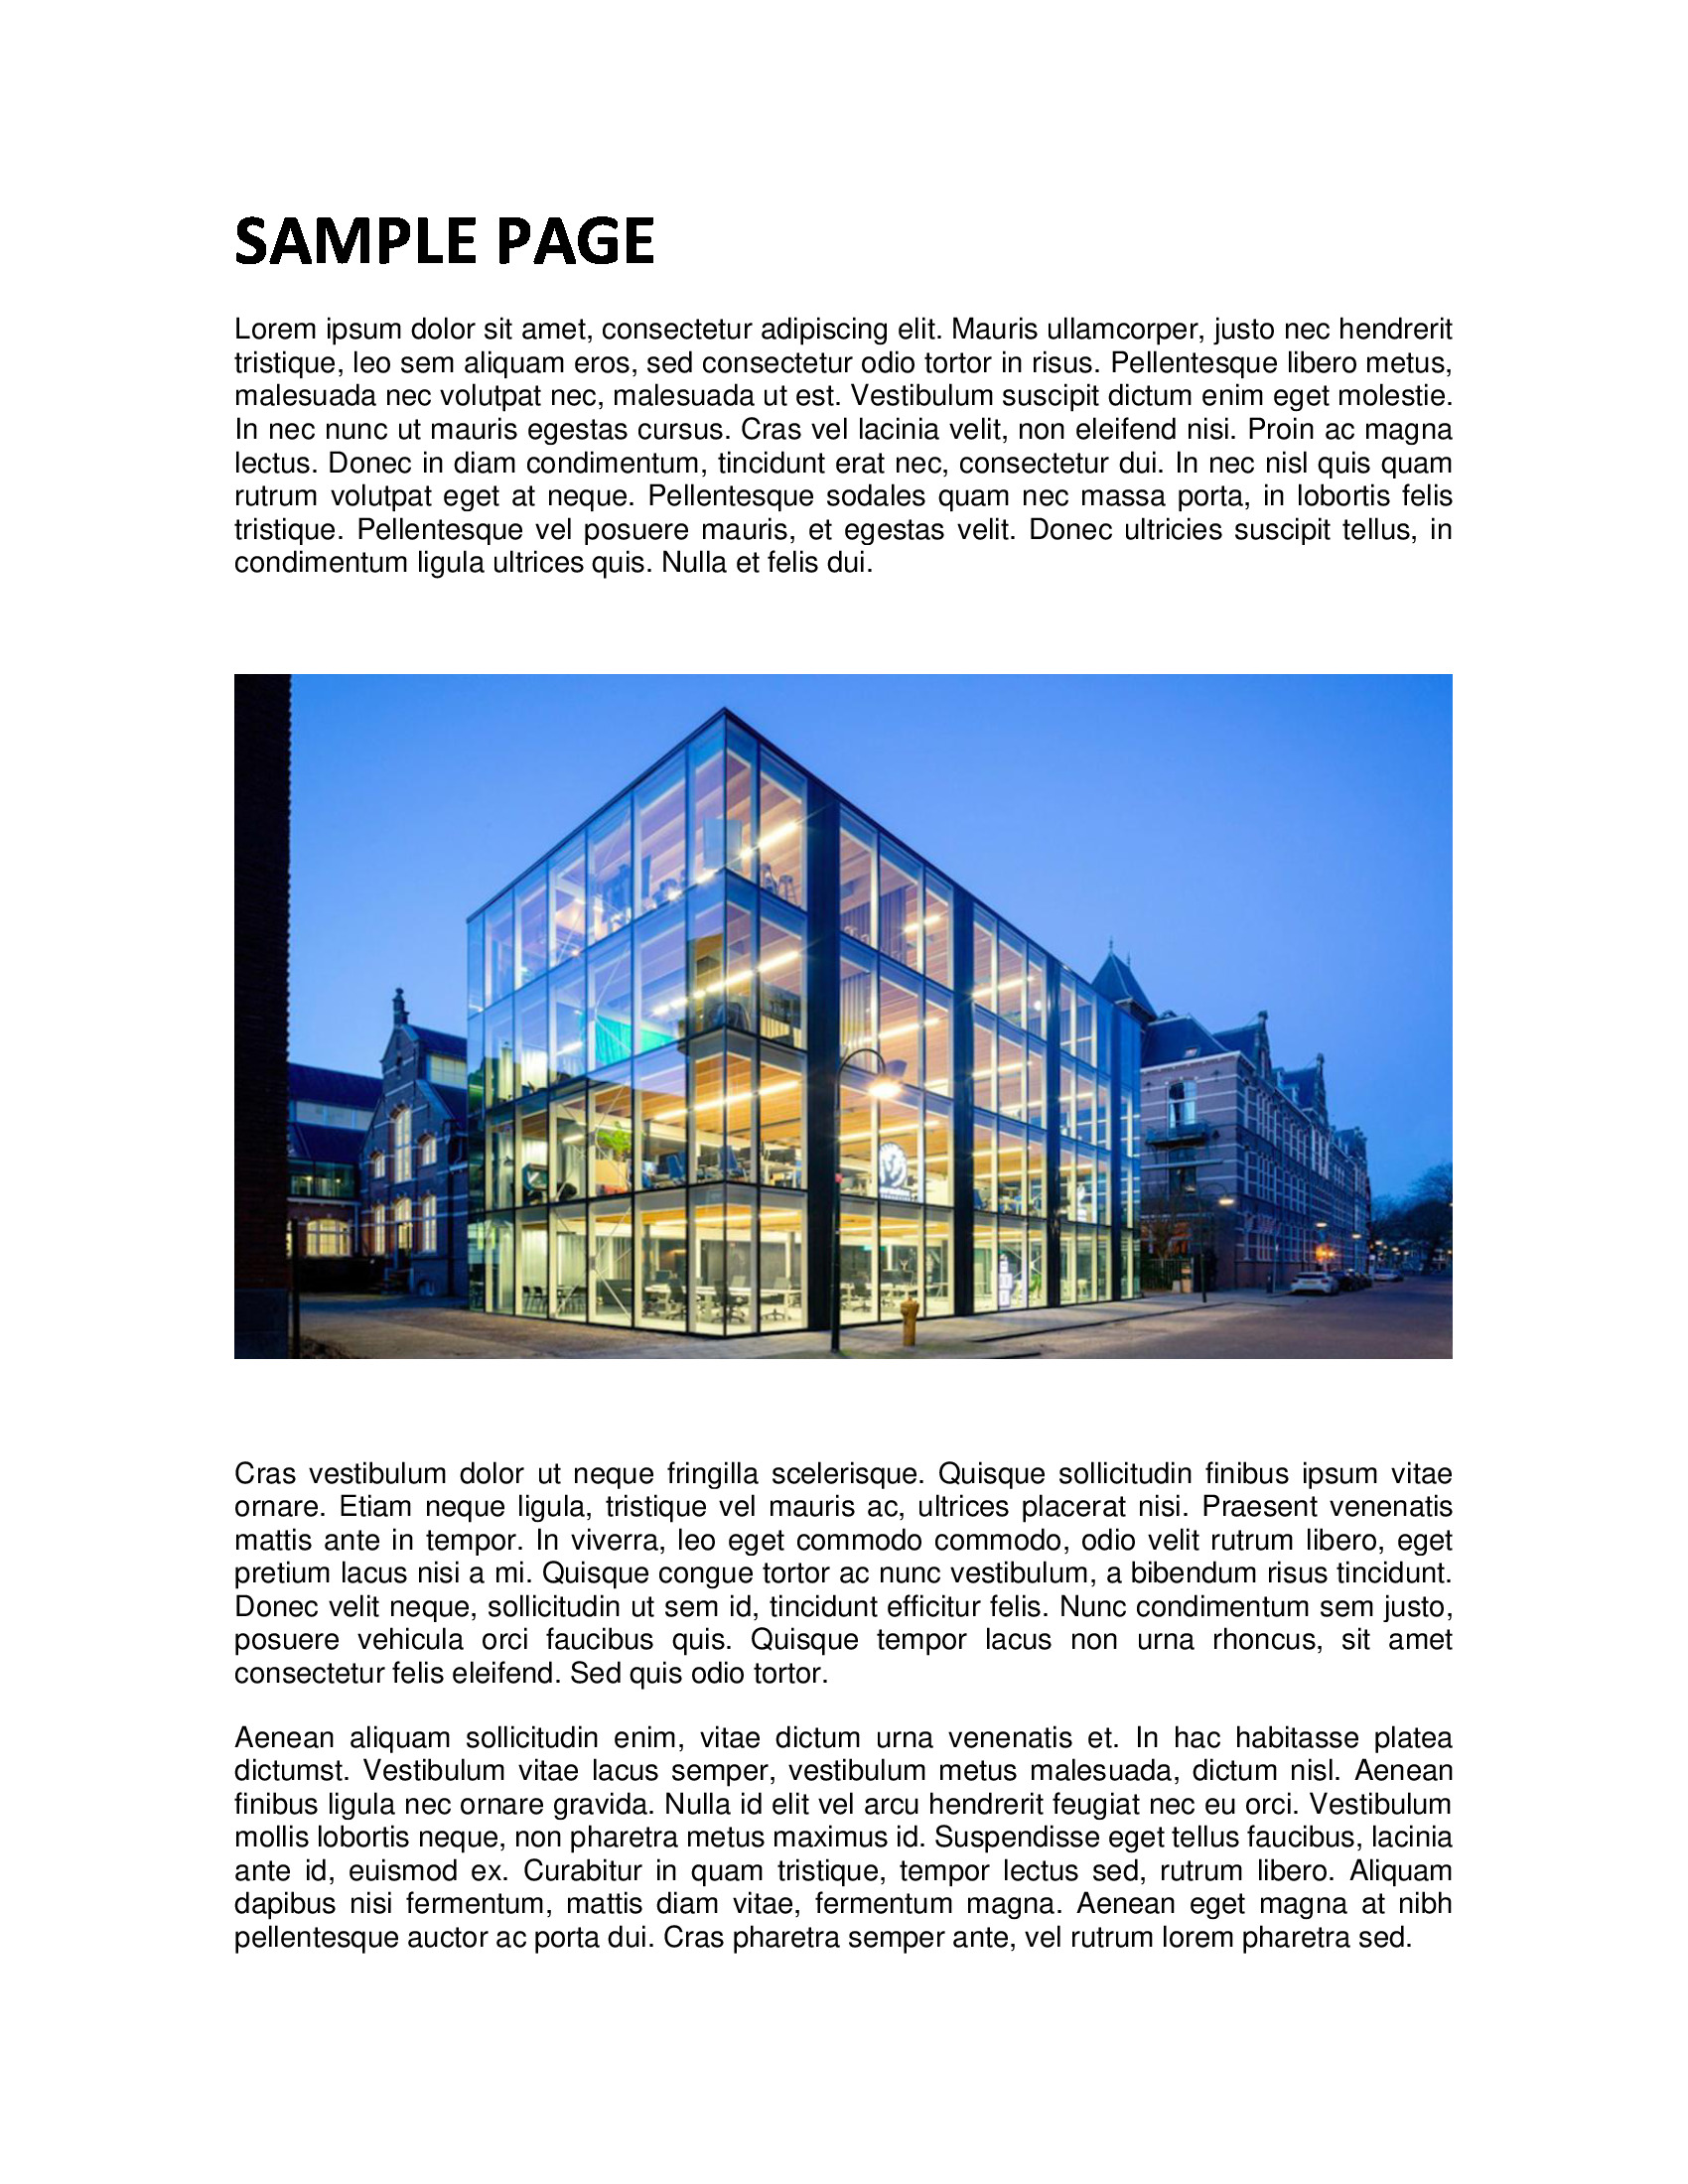 SAMPLE PAGE
Lorem ipsum dolor sit amet, consectetur adipiscing elit. Mauris ullamcorper, justo nec hendrerit
tristique, leo sem aliquam eros, sed consectetur odio tortor in risus. Pellentesque libero metus,
malesuada nec volutpat nec, malesuada ut est. Vestibulum suscipit dictum enim eget molestie.
In nec nunc ut mauris egestas cursus. Cras vel lacinia velit, non eleifend nisi. Proin ac magna
lectus. Donec in diam condimentum, tincidunt erat nec, consectetur dui. In nec nisl quis quam
rutrum volutpat eget at neque. Pellentesque sodales quam nec massa porta, in lobortis felis
tristique. Pellentesque vel posuere mauris, et egestas velit. Donec ultricies suscipit tellus, in
condimentum ligula ultrices quis. Nulla et felis dui.
Cras vestibulum dolor ut neque fringilla scelerisque. Quisque sollicitudin finibus ipsum vitae
ornare. Etiam neque ligula, tristique vel mauris ac, ultrices placerat nisi. Praesent venenatis
mattis ante in tempor. In viverra, leo eget commodo commodo, odio velit rutrum libero, eget
pretium lacus nisi a mi. Quisque congue tortor ac nunc vestibulum, a bibendum risus tincidunt.
Donec velit neque, sollicitudin ut sem id, tincidunt efficitur felis. Nunc condimentum sem justo,
posuere vehicula orci faucibus quis. Quisque tempor lacus non urna rhoncus, sit amet
consectetur felis eleifend. Sed quis odio tortor.
Aenean aliquam sollicitudin enim, vitae dictum urna venenatis et. In hac habitasse platea
dictumst. Vestibulum vitae lacus semper, vestibulum metus malesuada, dictum nisl. Aenean
finibus ligula nec ornare gravida. Nulla id elit vel arcu hendrerit feugiat nec eu orci. Vestibulum
mollis lobortis neque, non pharetra metus maximus id. Suspendisse eget tellus faucibus, lacinia
ante id, euismod ex. Curabitur in quam tristique, tempor lectus sed, rutrum libero. Aliquam
dapibus nisi fermentum, mattis diam vitae, fermentum magna. Aenean eget magna at nibh
pellentesque auctor ac porta dui. Cras pharetra semper ante, vel rutrum lorem pharetra sed.